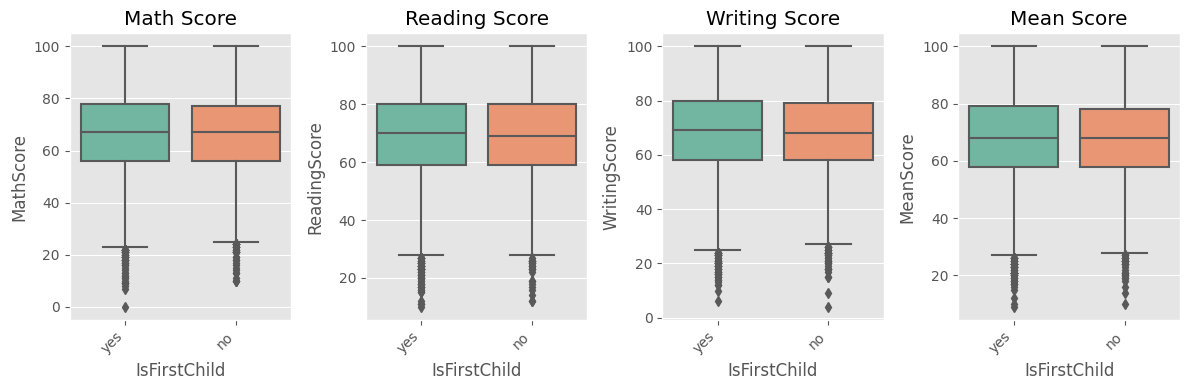 Math Score
Reading Score
Writing Score
Mean Score
MathScore
100
80
60
40
20
0
yes
no
IsFirstChild
ReadingScore
100
80
60
40
20
yes
no
IsFirstChild
WritingScore
100
80
60
40
20
0
yes
no
IsFirstChild
MeanScore
100
80
60
40
20
yes
no
IsFirstChild